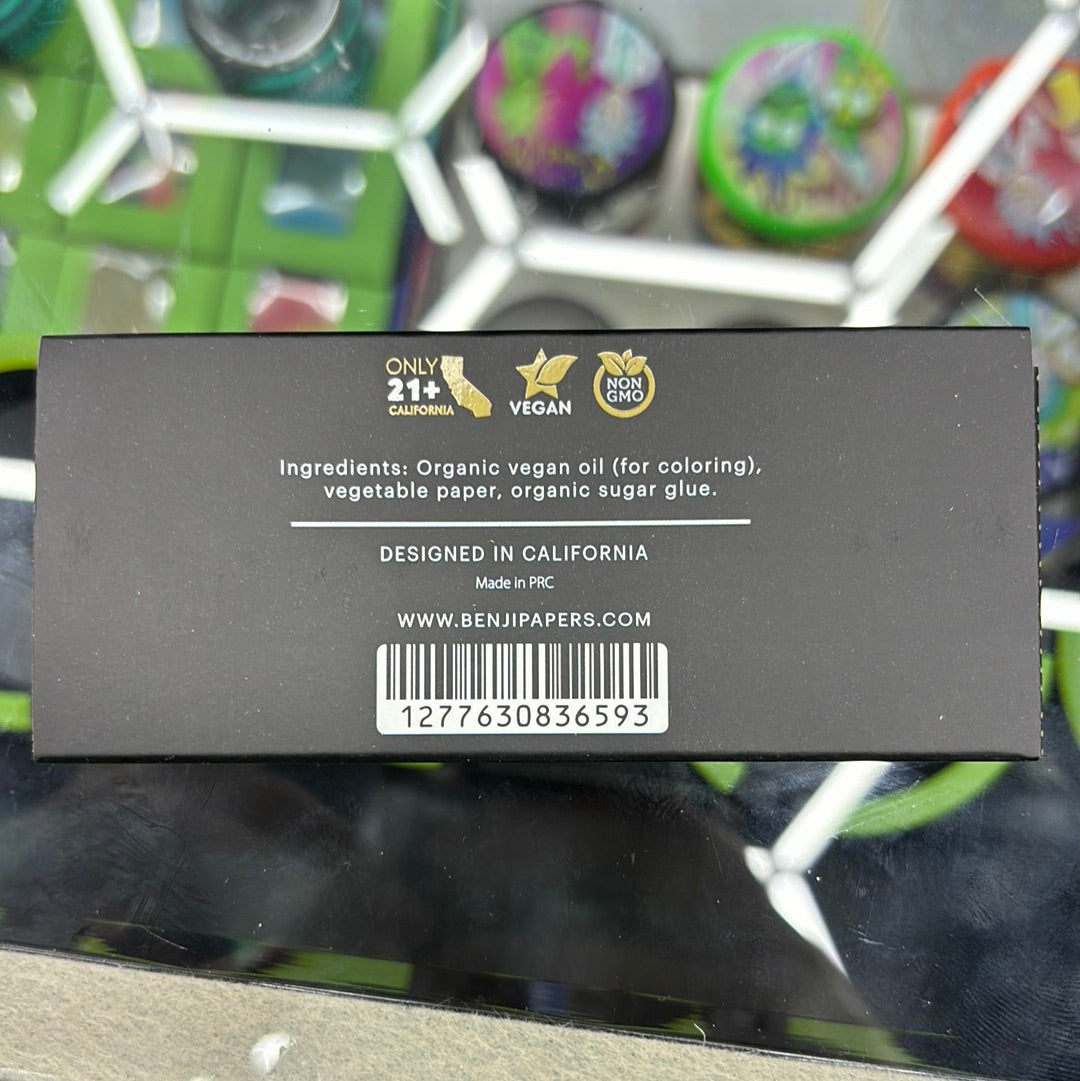 ONLY
21+
CALIFORNIA
VEGAN
NON
GMO
Ingredients: Organic vegan oil (for coloring),
vegetable paper, organic sugar glue.
DESIGNED IN CALIFORNIA
Made in PRC
WWW.BENJIPAPERS.COM
1277630836593